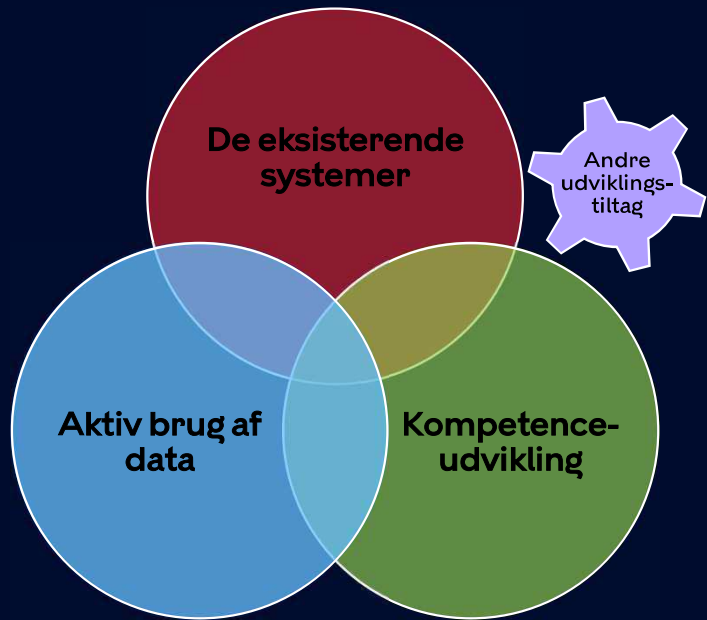 De eksisterende
systemer
Andre
udviklings-
tiltag
Aktiv brug af
data
Kompetence-
udvikling